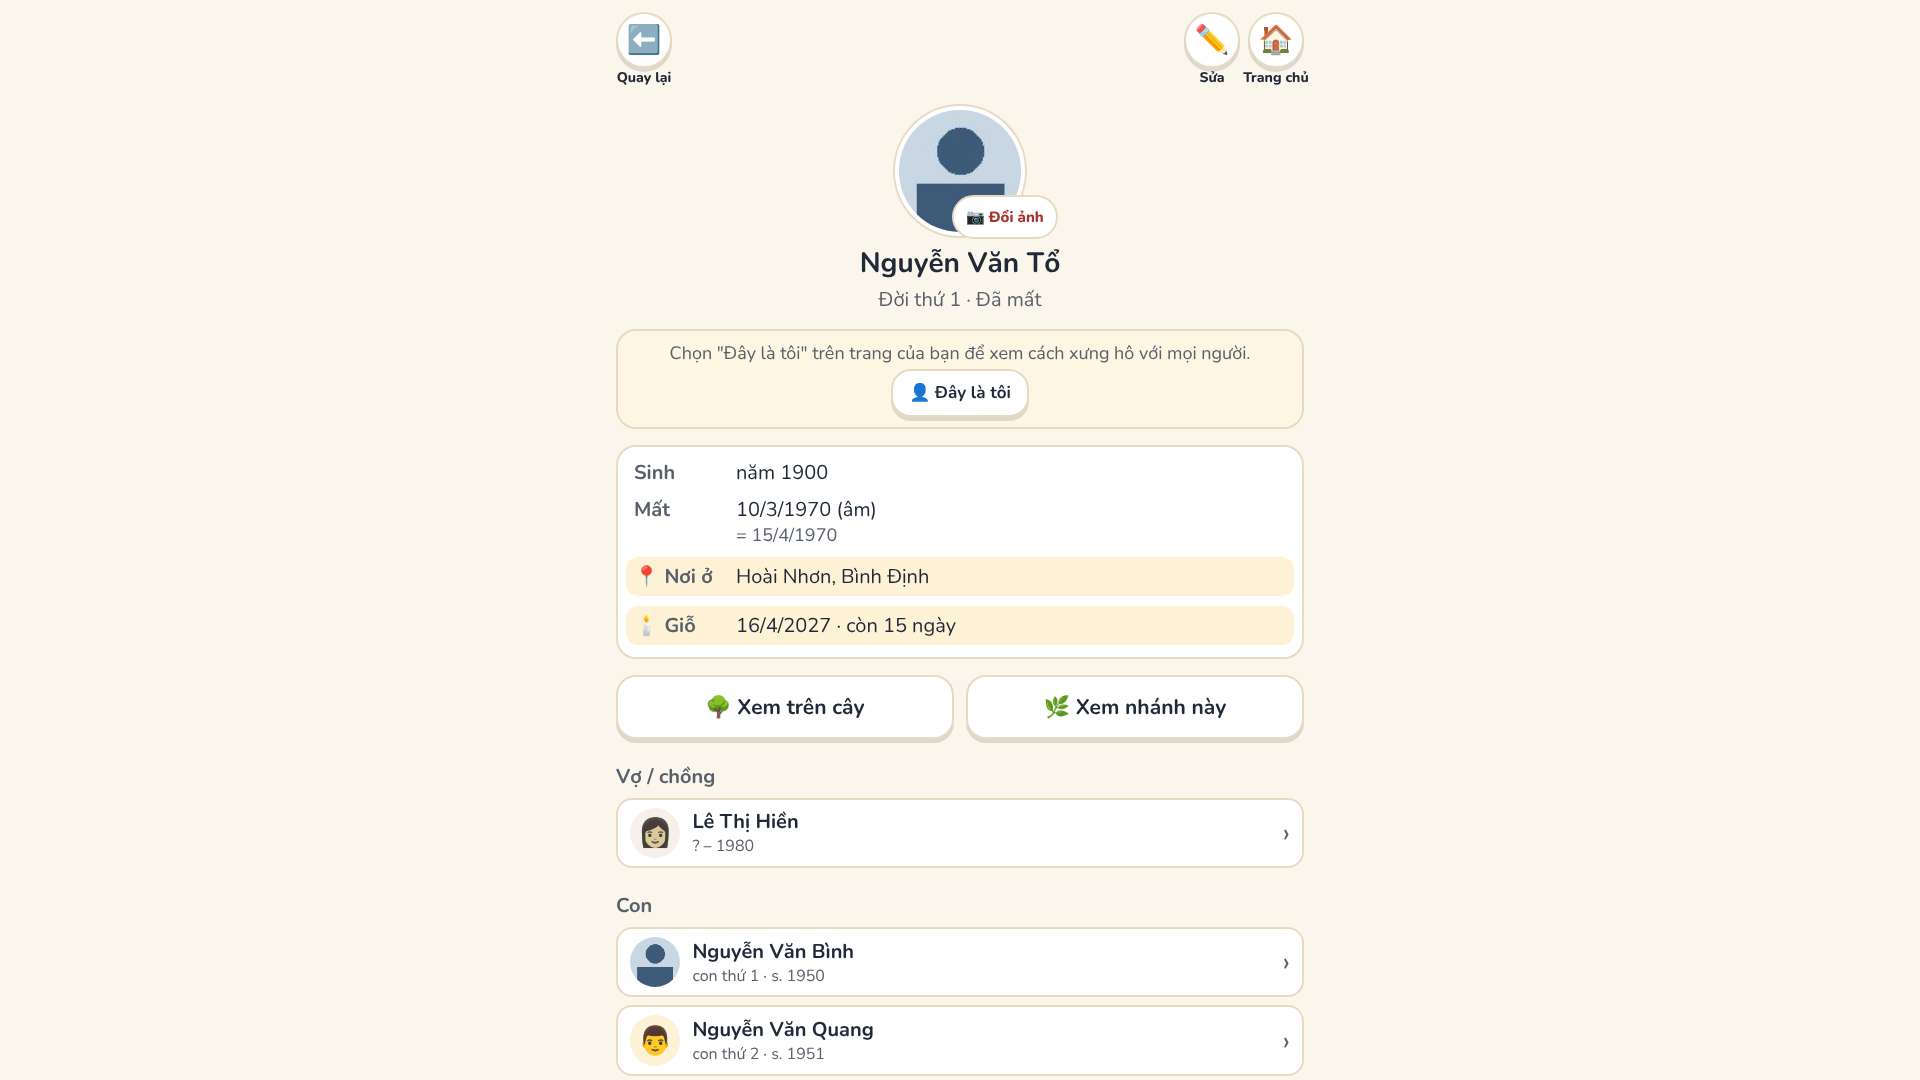 Quay lại
Sửa
Trang chủ
Đổi ảnh
Nguyễn Văn Tổ
Đời thứ 1 · Đã mất
Chọn "Đây là tôi" trên trang của bạn để xem cách xưng hô với mọi người.
Đây là tôi
Sinh năm 1900
Mất 10/3/1970 (âm)
= 15/4/1970
Nơi ở Hoài Nhơn, Bình Định
Giỗ 16/4/2027 · còn 15 ngày
Xem trên cây
Xem nhánh này
Vợ / chồng
Lê Thị Hiền
? – 1980
Con
Nguyễn Văn Bình
con thứ 1 · s. 1950
Nguyễn Văn Quang
con thứ 2 · s. 1951